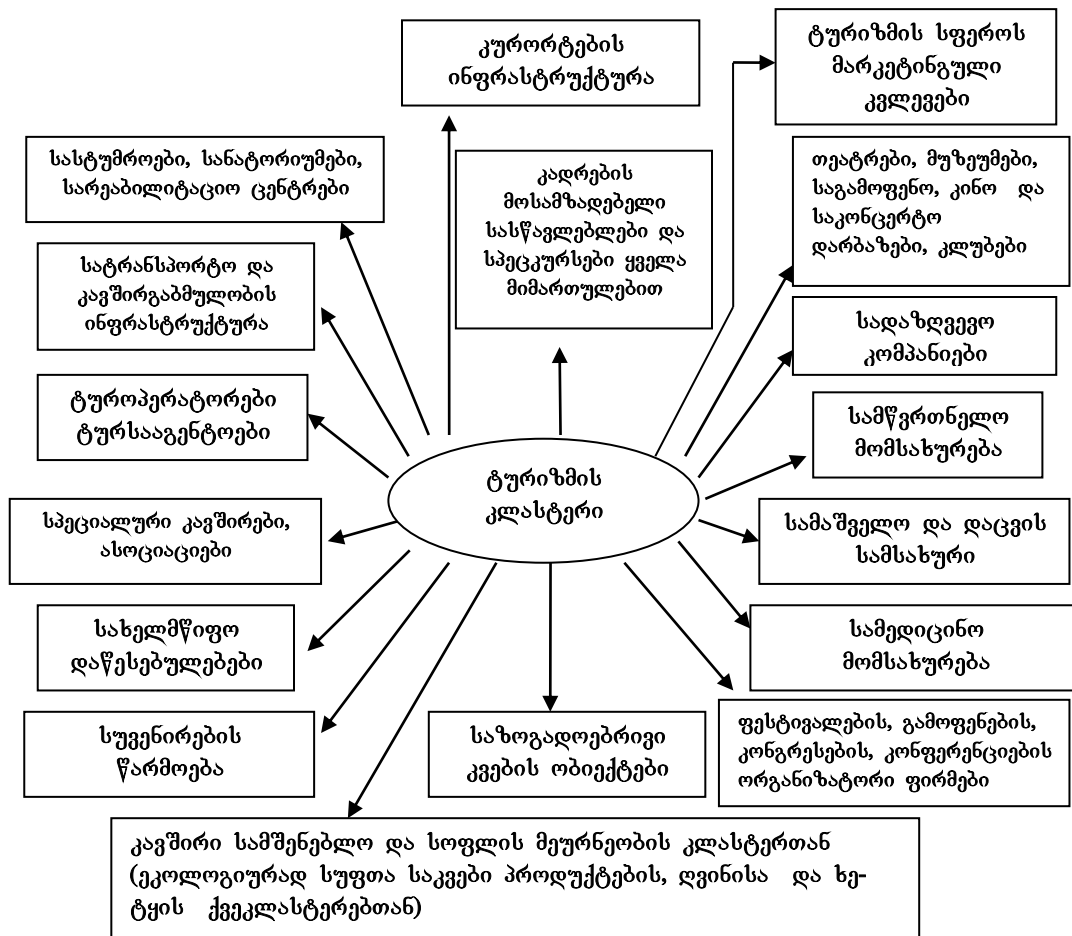 კურორტების
ინფრასტრუქტურა
ტურიზმის სფეროს
მარკეტინგული
კვლევები
სასტუმროები, სანატორიუმები,
სარეაბილიტაციო ცენტრები
კადრების
მოსამზადებელი
სასწავლებლები და
სპეცკურსები ყველა
მიმართულებით
თეატრები, მუზეუმები,
საგამოფენო, კინო და
საკონცერტო
დარბაზები, კლუბები
სატრანსპორტო და
კავშირგაბმულობის
ინფრასტრუქტურა
სადაზღვევო
კომპანიები
ტუროპერატორები
ტურსააგენტოები
სამწვრთნელო
მომსახურება
ტურიზმის
კლასტერი
სპეციალური კავშირები,
ასოციაციები
სამაშველო და დაცვის
სამსახური
სახელმწიფო
დაწესებულებები
სამედიცინო
მომსახურება
სუვენირების
წარმოება
საზოგადოებრივი
კვების ობიექტები
ფესტივალების, გამოფენების,
კონგრესების, კონფერენციების
ორგანიზატორი ფირმები
კავშირი სამშენებლო და სოფლის მეურნეობის კლასტერთან
(ეკოლოგიურად სუფთა საკვები პროდუქტების, ღვინისა და ხე-
ტყის ქვეკლასტერებთან)